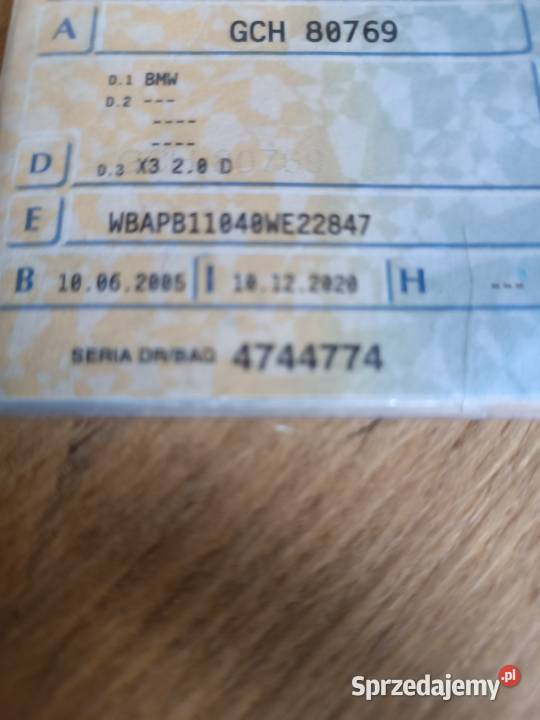 A GCH 80769
D.1 BMW
D.2 ---
----
----
D D.3 X3 2.0 D
E WBAPB11040WE22847
B 10.06.2005 I 10.12.2020 H ---
SERIA DR/BAO 4744774
Sprzedajemy.pl